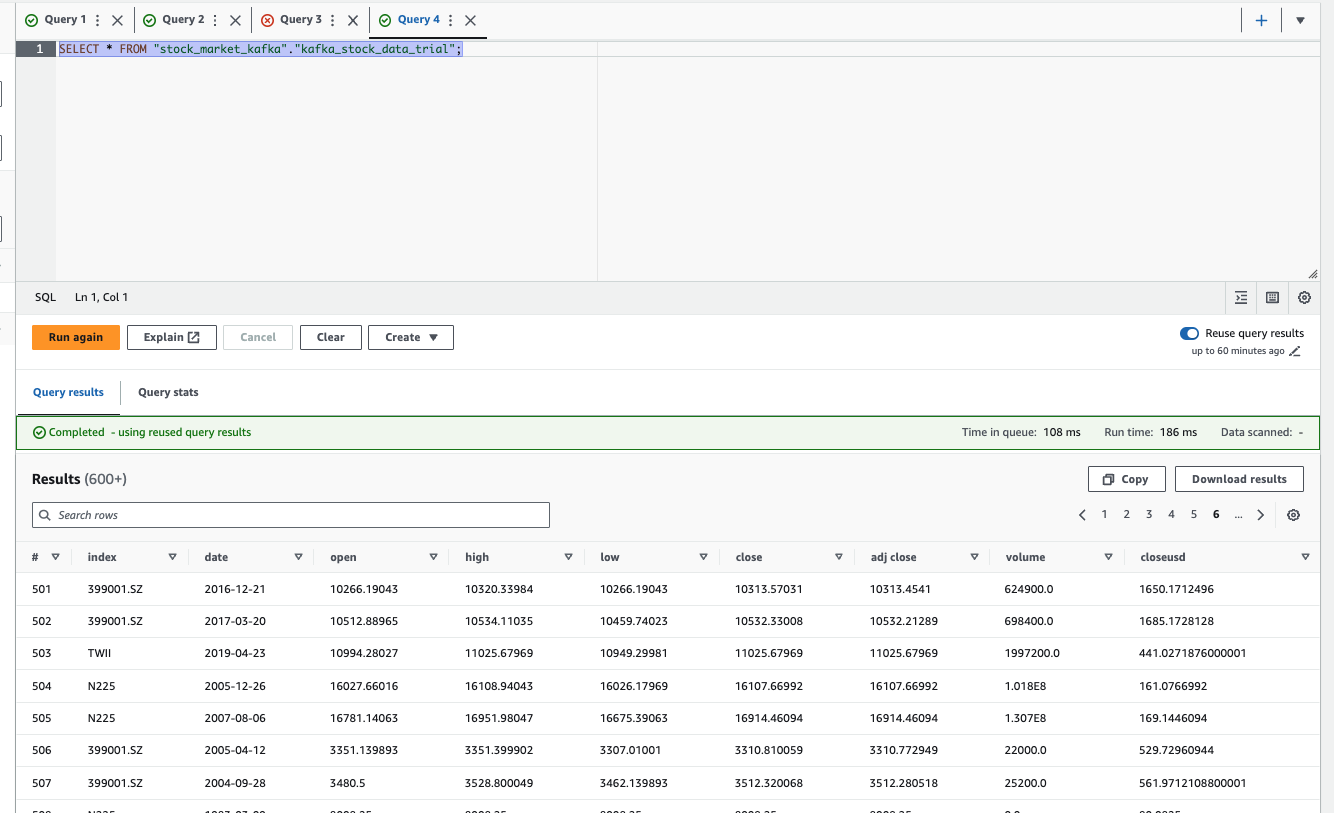 Query 1 Query 2 Query 3 Query 4
1 SELECT * FROM "stock_market_kafka"."kafka_stock_data_trial";
SQL Ln 1, Col 1
Run again Explain Cancel Clear Create Reuse query results
up to 60 minutes ago
Query results Query stats
Completed - using reused query results Time in queue: 108 ms Run time: 186 ms Data scanned: -
Results (600+) Copy Download results
Search rows 1 2 3 4 5 6 ...
# index date open high low close adj close volume closeusd
501 399001.SZ 2016-12-21 10266.19043 10320.33984 10266.19043 10313.57031 10313.4541 624900.0 1650.1712496
502 399001.SZ 2017-03-20 10512.88965 10534.11035 10459.74023 10532.33008 10532.21289 698400.0 1685.1728128
503 TWII 2019-04-23 10994.28027 11025.67969 10949.29981 11025.67969 11025.67969 1997200.0 441.0271876000001
504 N225 2005-12-26 16027.66016 16108.94043 16026.17969 16107.66992 16107.66992 1.018E8 161.0766992
505 N225 2007-08-06 16781.14063 16951.98047 16675.39063 16914.46094 16914.46094 1.307E8 169.1446094
506 399001.SZ 2005-04-12 3351.139893 3351.399902 3307.01001 3310.810059 3310.772949 22000.0 529.72960944
507 399001.SZ 2004-09-28 3480.5 3528.800049 3462.139893 3512.320068 3512.280518 25200.0 561.9712108800001